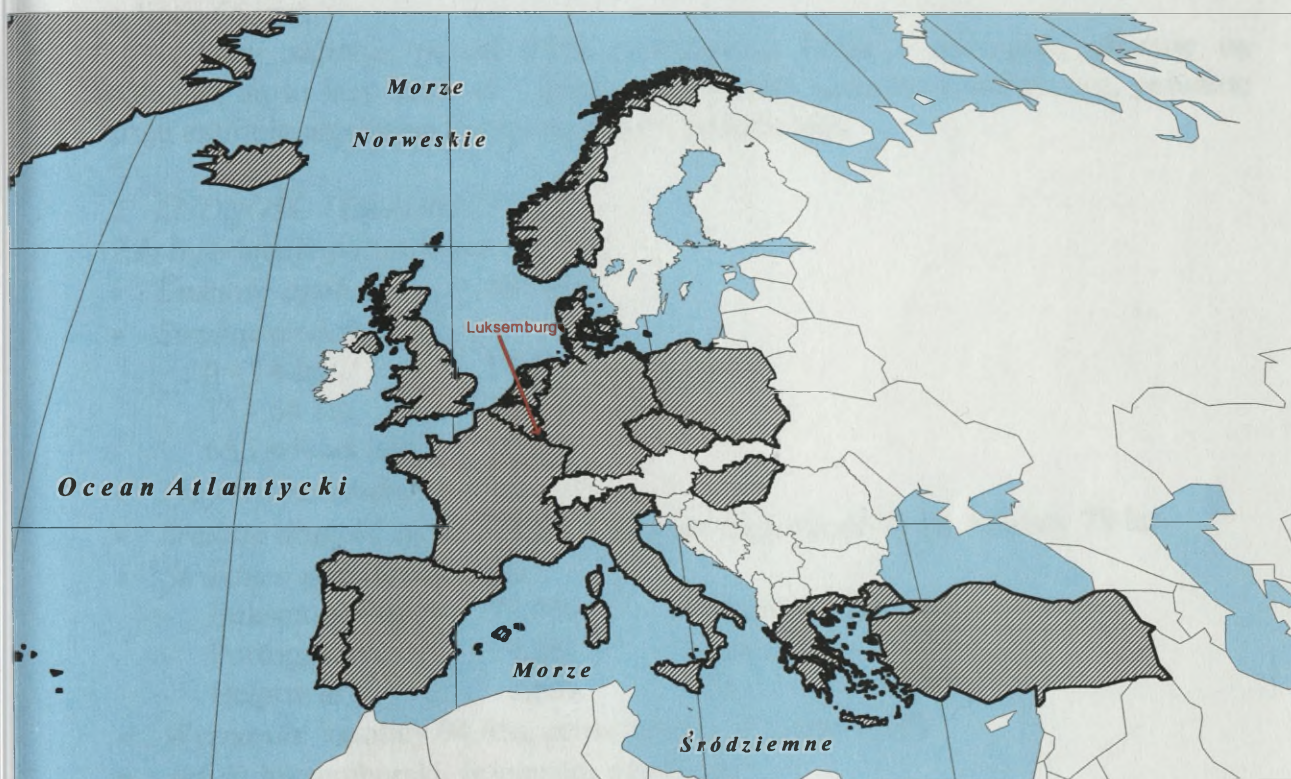 Morze
Norweskie
Luksemburg
Ocean Atlantycki
Morze
Śródziemne